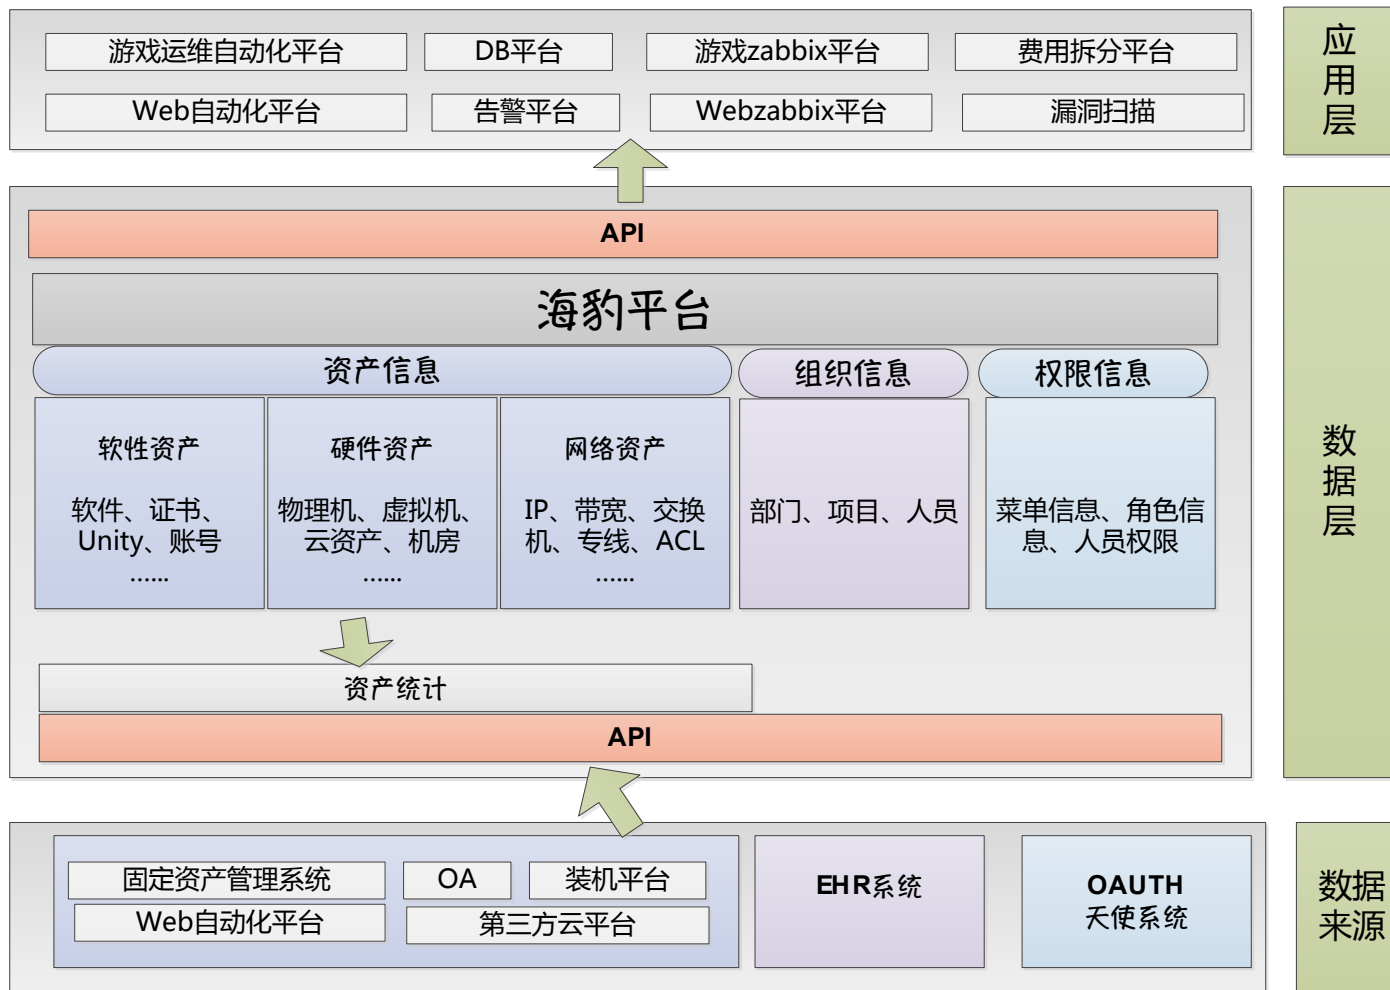 游戏运维自动化平台
DB平台
游戏zabbix平台
费用拆分平台
Web自动化平台
告警平台
Webzabbix平台
漏洞扫描
应
用
层
API
海豹平台
资产信息
组织信息
权限信息
软性资产
软件、证书、
Unity、账号
......
硬件资产
物理机、虚拟机、
云资产、机房
......
网络资产
IP、带宽、交换
机、专线、ACL
......
部门、项目、人员
菜单信息、角色信
息、人员权限
资产统计
API
数
据
层
固定资产管理系统
OA
装机平台
Web自动化平台
第三方云平台
EHR系统
OAUTH
天使系统
数据
来源